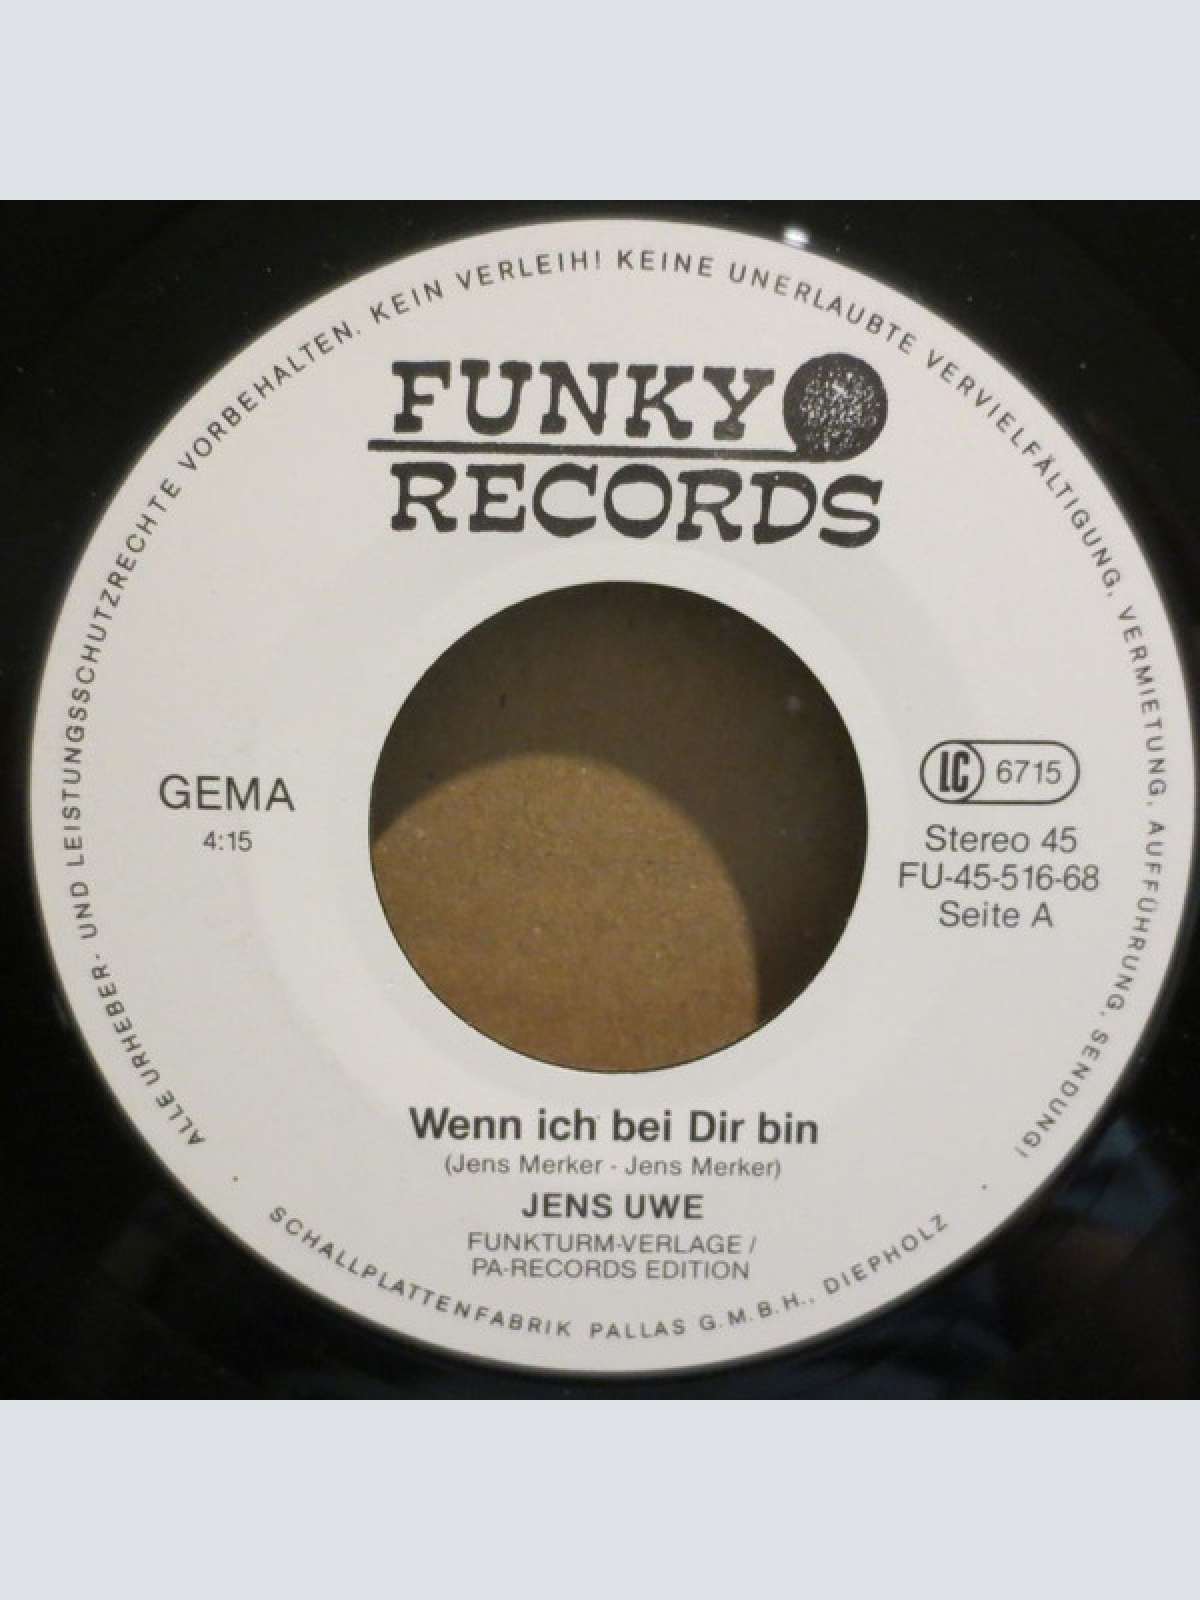 ALLE URHEBER- UND LEISTUNGSSCHUTZRECHTE VORBEHALTEN. KEIN VERLEIH! KEINE UNERLAUBTE VERVIELFÄLTIGUNG, VERMIETUNG, AUFFÜHRUNG, SENDUNG!
FUNKY
RECORDS
GEMA
4:15
LC 6715
Stereo 45
FU-45-516-68
Seite A
Wenn ich bei Dir bin
(Jens Merker - Jens Merker)
JENS UWE
FUNKTURM-VERLAGE /
PA-RECORDS EDITION
SCHALLPLATTENFABRIK PALLAS G.M.B.H., DIEPHOLZ